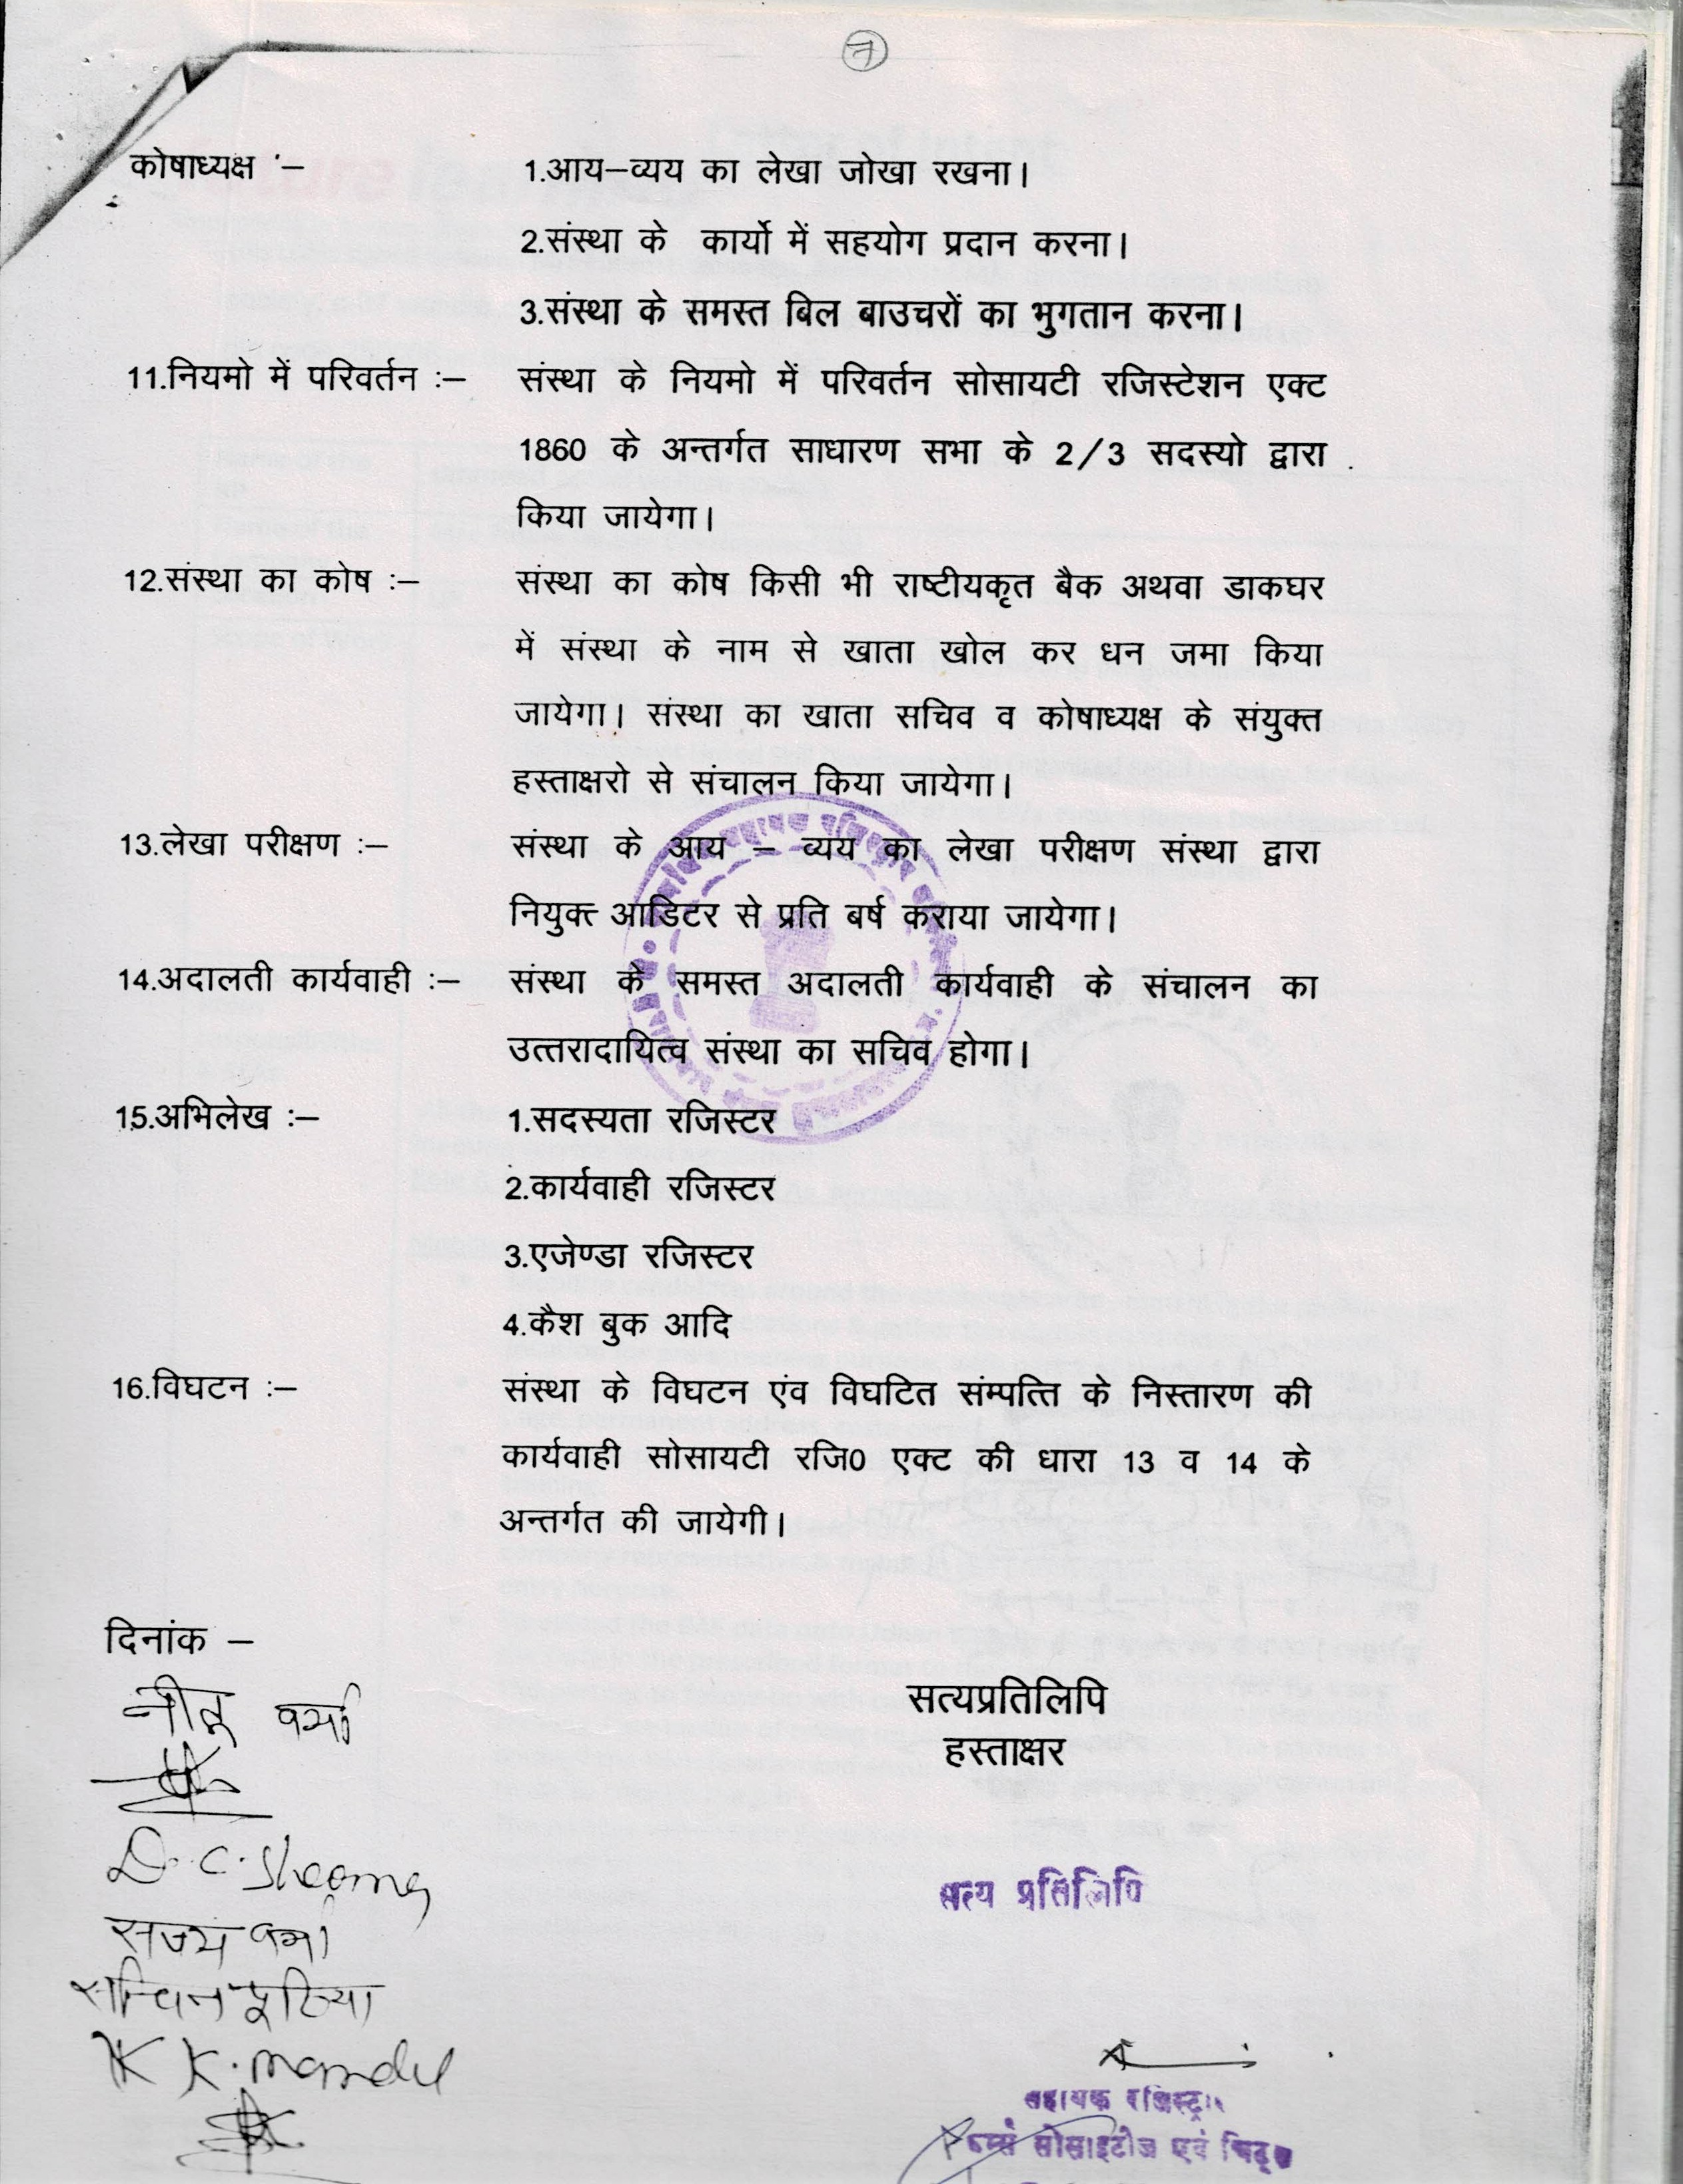 7
कोषाध्यक्ष :–
1.आय–व्यय का लेखा जोखा रखना।
2.संस्था के कार्यो में सहयोग प्रदान करना।
3.संस्था के समस्त बिल बाउचरों का भुगतान करना।
11.नियमो में परिवर्तन :– संस्था के नियमो में परिवर्तन सोसायटी रजिस्टेशन एक्ट
1860 के अन्तर्गत साधारण सभा के 2/3 सदस्यो द्वारा
किया जायेगा।
12.संस्था का कोष :– संस्था का कोष किसी भी राष्टीयकृत बैक अथवा डाकघर
में संस्था के नाम से खाता खोल कर धन जमा किया
जायेगा। संस्था का खाता सचिव व कोषाध्यक्ष के संयुक्त
हस्ताक्षरो से संचालन किया जायेगा।
13.लेखा परीक्षण :– संस्था के आय – व्यय का लेखा परीक्षण संस्था द्वारा
नियुक्त आडिटर से प्रति बर्ष कराया जायेगा।
14.अदालती कार्यवाही :– संस्था के समस्त अदालती कार्यवाही के संचालन का
उत्तरादायित्व संस्था का सचिव होगा।
15.अभिलेख :– 1.सदस्यता रजिस्टर
2.कार्यवाही रजिस्टर
3.एजेण्डा रजिस्टर
4.कैश बुक आदि
16.विघटन :– संस्था के विघटन एंव विघटित संम्पत्ति के निस्तारण की
कार्यवाही सोसायटी रजि0 एक्ट की धारा 13 व 14 के
अन्तर्गत की जायेगी।
दिनांक –
नीतू वर्मा
सत्यप्रतिलिपि
हस्ताक्षर
D.C. Sharma
सत्य प्रतिलिपि
संजय वर्मा
सचिन
K K. Mandel
सहायक रजिस्ट्रार
फर्म्स सोसाइटीज एवं चिट्स